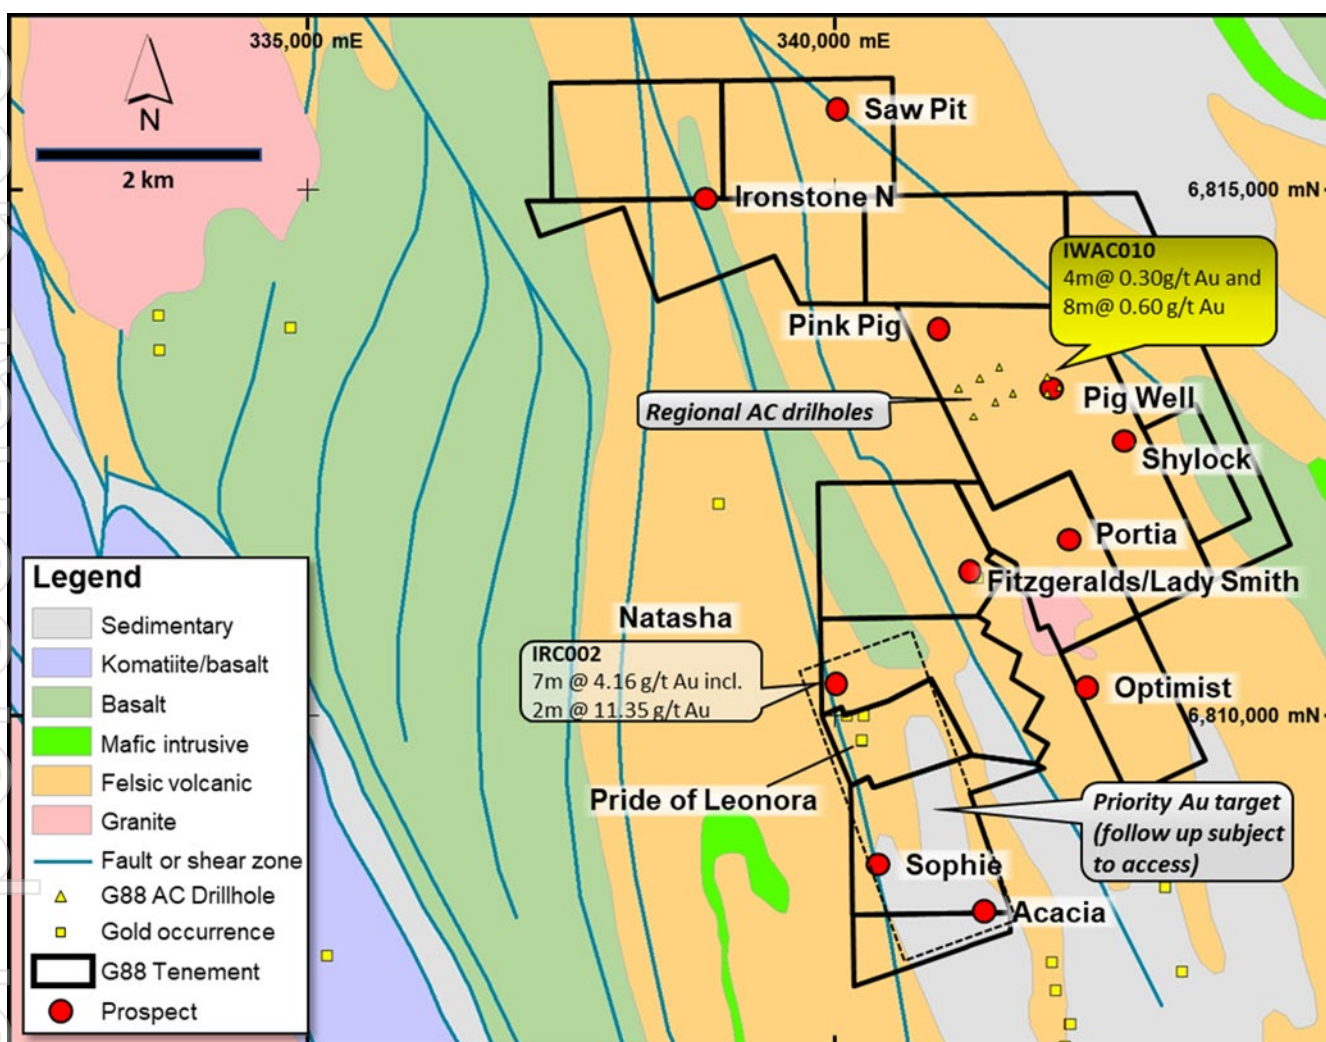 335,000 mE
340,000 mE
N
2 km
Saw Pit
6,815,000 mN
Ironstone N
IWAC010
4m@ 0.30g/t Au and
8m@ 0.60 g/t Au
Pink Pig
Regional AC drillholes
Pig Well
Shylock
Portia
Fitzgeralds/Lady Smith
Natasha
IRC002
7m @ 4.16 g/t Au incl.
2m @ 11.35 g/t Au
Optimist
6,810,000 mN
Pride of Leonora
Priority Au target
(follow up subject
to access)
Sophie
Acacia
Legend
Sedimentary
Komatiite/basalt
Basalt
Mafic intrusive
Felsic volcanic
Granite
Fault or shear zone
G88 AC Drillhole
Gold occurrence
G88 Tenement
Prospect